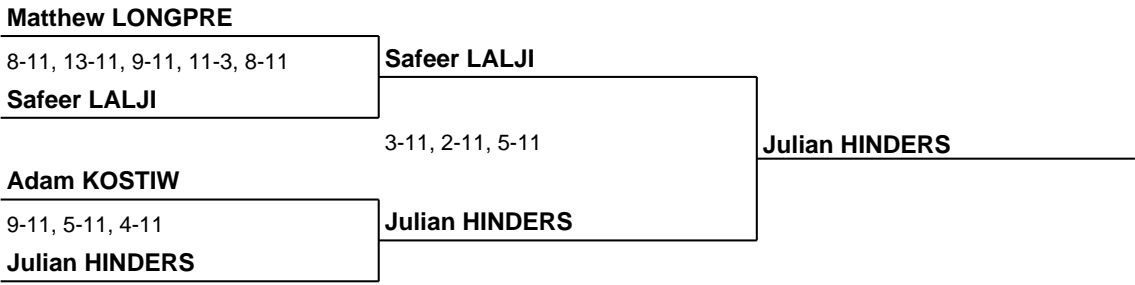 Matthew LONGPRE
8-11, 13-11, 9-11, 11-3, 8-11
Safeer LALJI
Safeer LALJI
3-11, 2-11, 5-11
Julian HINDERS
Adam KOSTIW
9-11, 5-11, 4-11
Julian HINDERS
Julian HINDERS